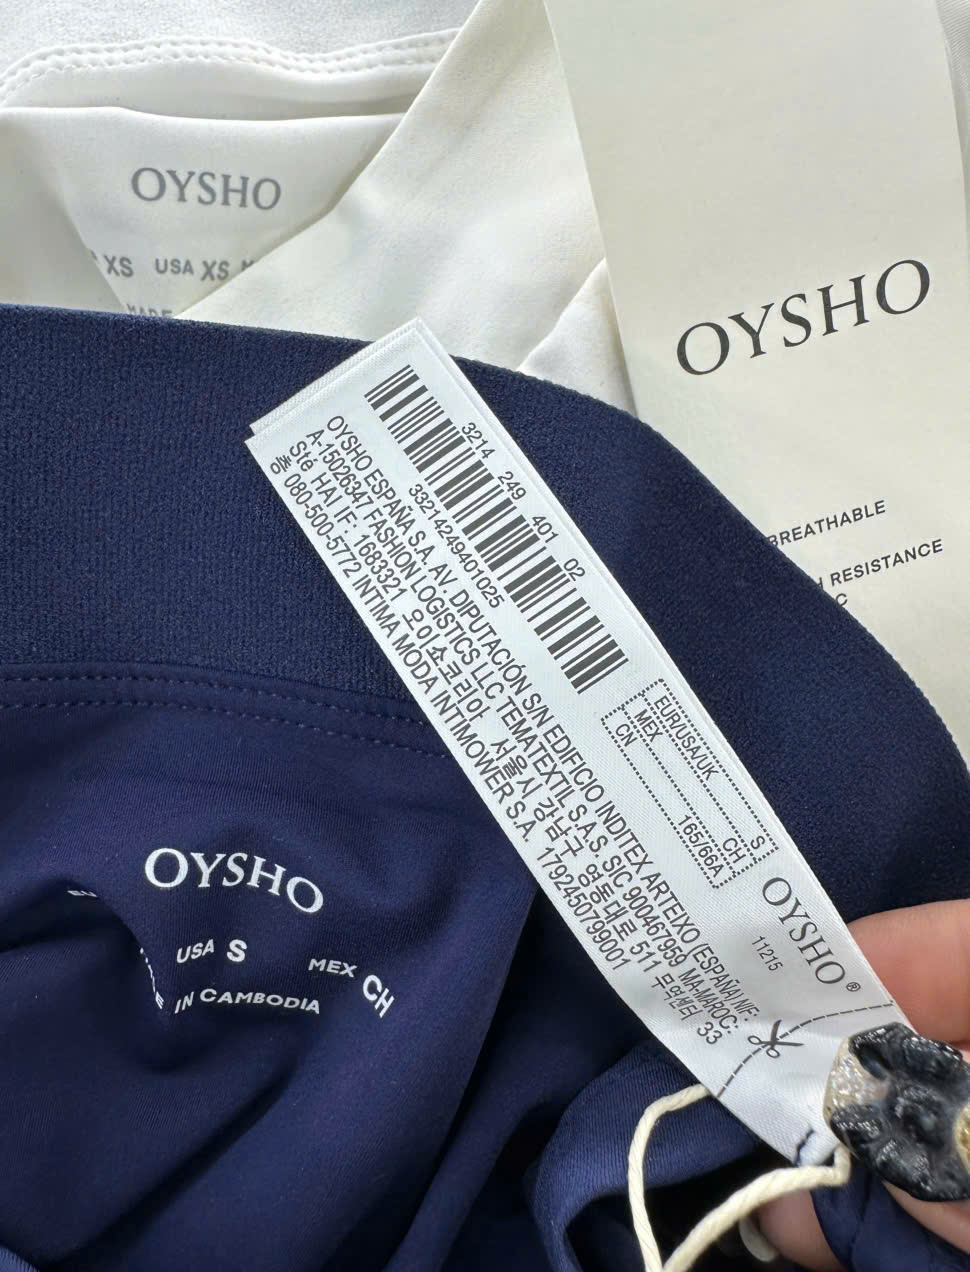 OYSHO
XS USA XS
MADE
OYSHO
BREATHABLE
RESISTANCE
3214 249 401 02
33214249401025
OYSHO ESPAÑA S.A. AV. DIPUTACIÓN S/N EDIFICIO INDITEX ARTEIXO (ESPAÑA) NIF:
A-15026347 FASHION LOGISTICS LLC TEMATEXTIL S.A.S. SIC 900467959 MA-MAROC:
Sté HAI IF: 1683321 오이쇼코리아 서울시 강남구 영동대로 511 무역센터 33
층 080-500-5772 INTIMA MODA INTIMOWER S.A. 1792450799001
EUR/USA/UK S
MEX CH
CN 165/66A
OYSHO®
11215
OYSHO
USA S MEX CH
IN CAMBODIA